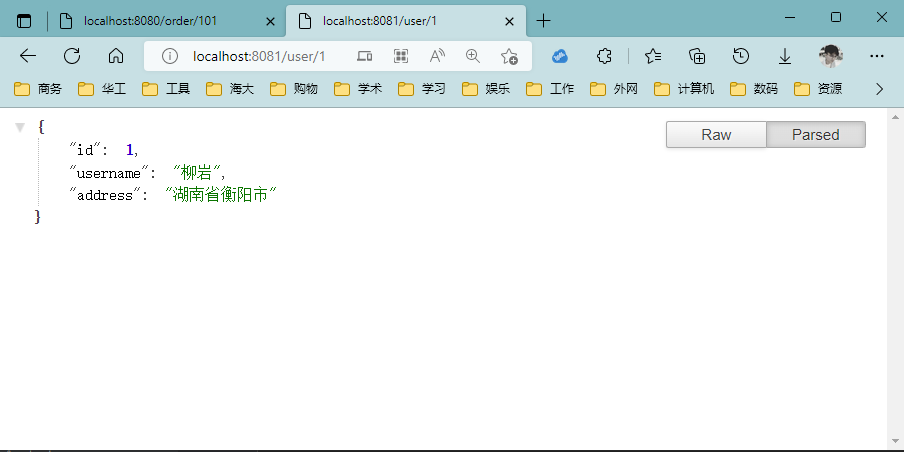 localhost:8080/order/101
localhost:8081/user/1
localhost:8081/user/1
商务 华工 工具 海大 购物 学术 学习 娱乐 工作 外网 计算机 数码 资源
Raw Parsed
{
"id": 1,
"username": "柳岩",
"address": "湖南省衡阳市"
}